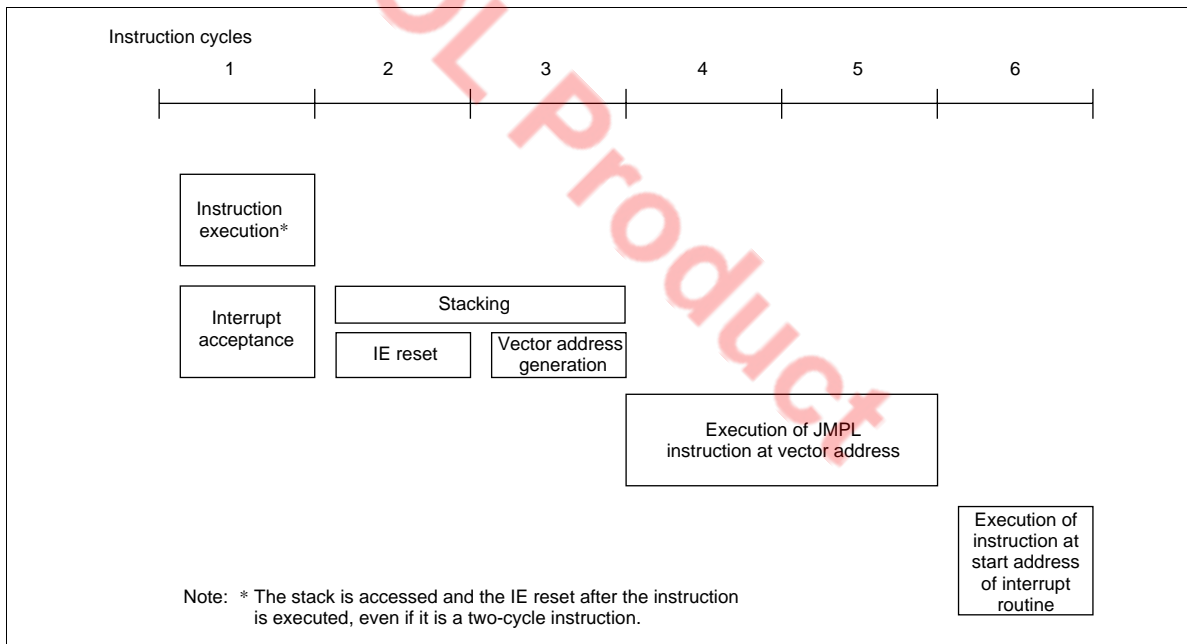 Instruction cycles
1 2 3 4 5 6
Instruction
execution*
Interrupt
acceptance
Stacking
IE reset
Vector address
generation
Execution of JMPL
instruction at vector address
Execution of
instruction at
start address
of interrupt
routine
Note: * The stack is accessed and the IE reset after the instruction
is executed, even if it is a two-cycle instruction.
OL Product